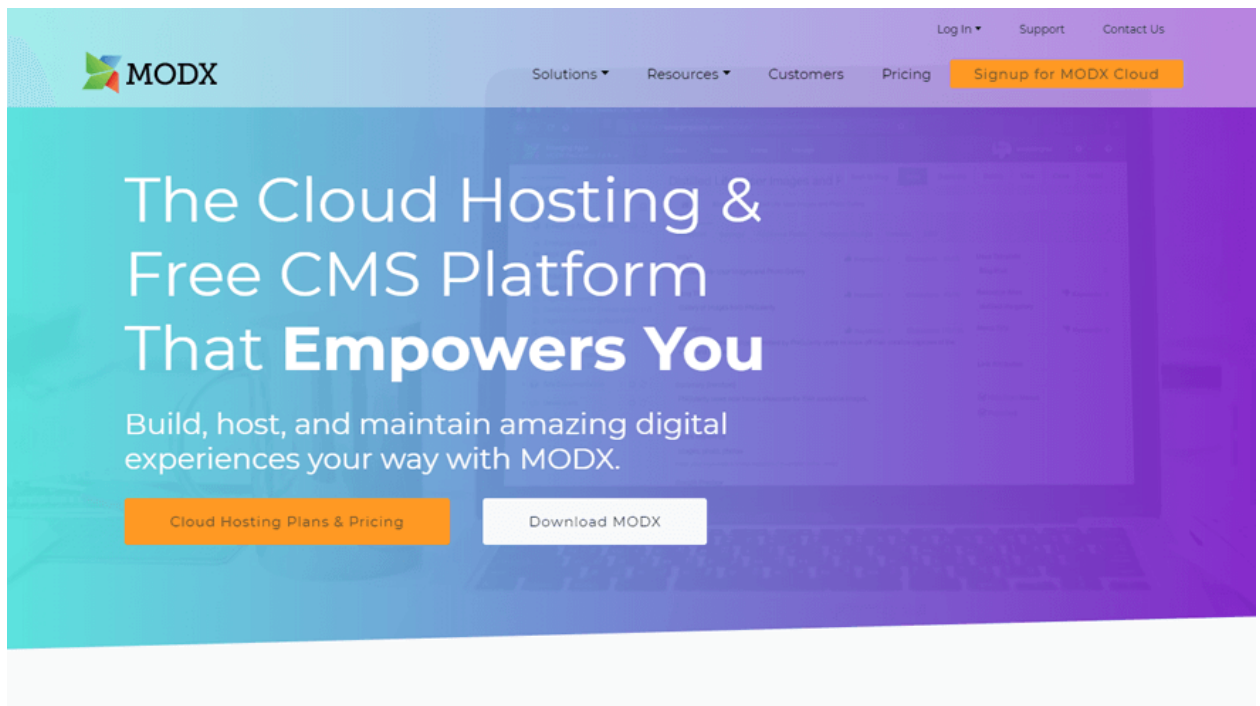 Log In
Support
Contact Us
MODX
Solutions
Resources
Customers
Pricing
Signup for MODX Cloud
The Cloud Hosting &
Free CMS Platform
That Empowers You
Build, host, and maintain amazing digital
experiences your way with MODX.
Cloud Hosting Plans & Pricing
Download MODX